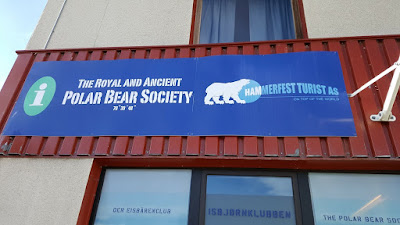 i
THE ROYAL AND ANCIENT
POLAR BEAR SOCIETY
HAMMERFEST TURIST AS
ON TOP OF THE WORLD
DER EISBÄRENCLUB
ISBJØRNKLUBBEN
THE POLAR BEAR SOC